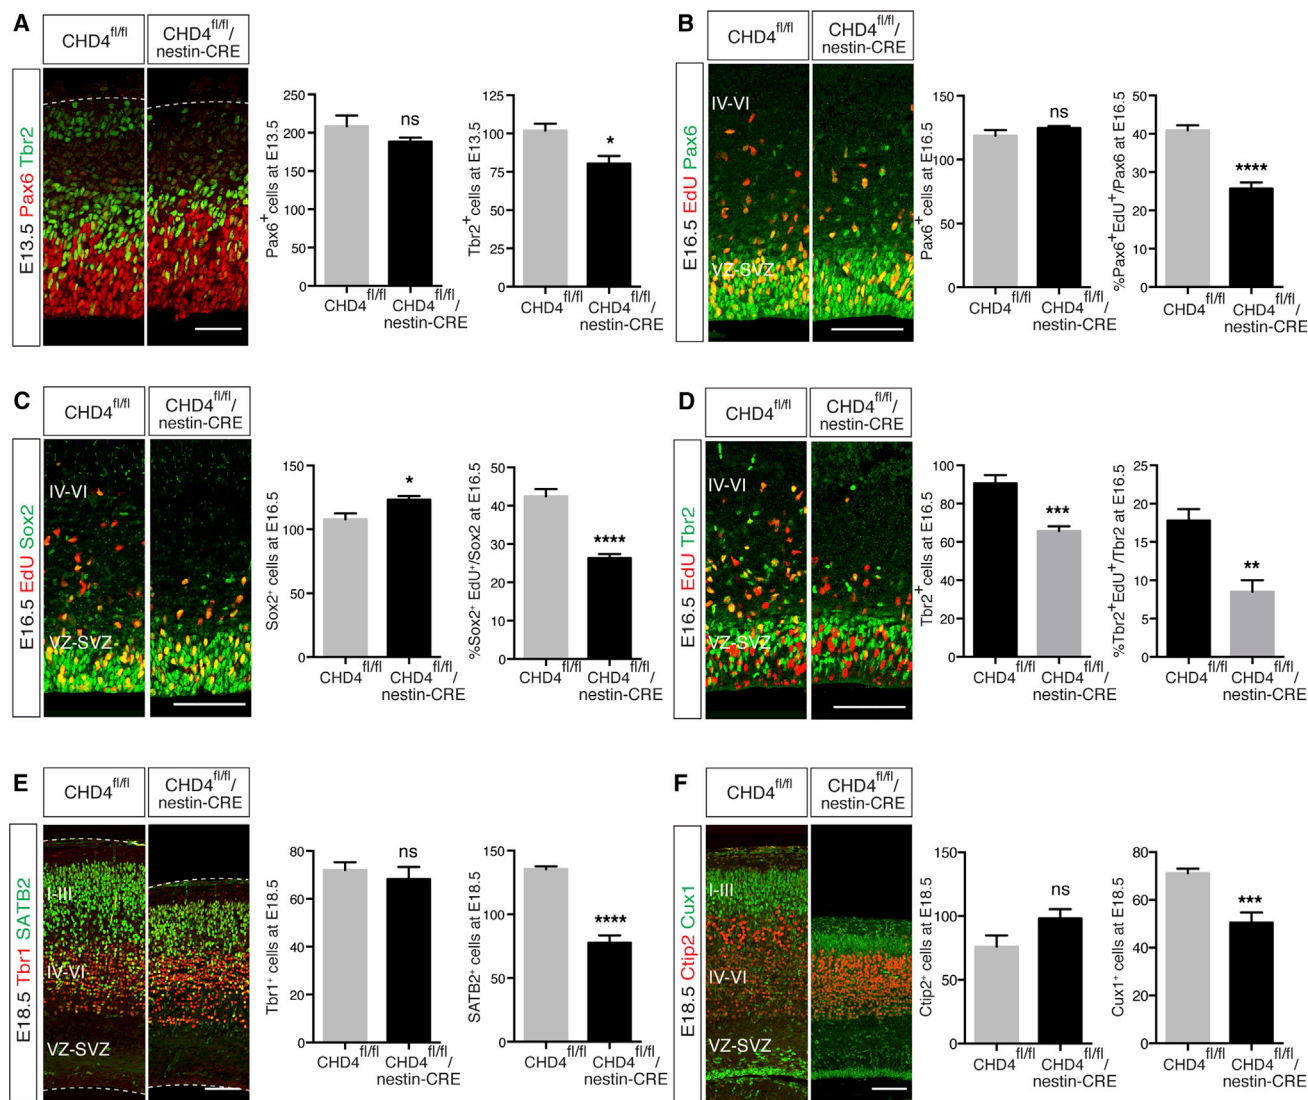 A
CHD4fl/fl
CHD4fl/fl/
nestin-CRE
E13.5 Pax6 Tbr2
Pax6+ cells at E13.5
250
200
150
100
50
0
ns
CHD4fl/fl
CHD4fl/fl/
nestin-CRE
Tbr2+ cells at E13.5
125
100
75
50
25
0
*
CHD4fl/fl
CHD4fl/fl/
nestin-CRE
B
CHD4fl/fl
CHD4fl/fl/
nestin-CRE
E16.5 EdU Pax6
IV-VI
VZ-SVZ
Pax6+ cells at E16.5
150
100
50
0
ns
CHD4fl/fl
CHD4fl/fl/
nestin-CRE
%Pax6+EdU+/Pax6 at E16.5
50
40
30
20
10
0
****
CHD4fl/fl
CHD4fl/fl/
nestin-CRE
C
CHD4fl/fl
CHD4fl/fl/
nestin-CRE
E16.5 EdU Sox2
IV-VI
VZ-SVZ
Sox2+ cells at E16.5
150
100
50
0
*
CHD4fl/fl
CHD4fl/fl/
nestin-CRE
%Sox2+ EdU+/Sox2 at E16.5
50
40
30
20
10
0
****
CHD4fl/fl
CHD4fl/fl/
nestin-CRE
D
CHD4fl/fl
CHD4fl/fl/
nestin-CRE
E16.5 EdU Tbr2
IV-VI
VZ-SVZ
Tbr2+ cells at E16.5
100
80
60
40
20
0
***
CHD4fl/fl
CHD4fl/fl/
nestin-CRE
%Tbr2+EdU+/Tbr2 at E16.5
25
20
15
10
5
0
**
CHD4fl/fl
CHD4fl/fl/
nestin-CRE
E
CHD4fl/fl
CHD4fl/fl/
nestin-CRE
E18.5 Tbr1 SATB2
I-III
IV-VI
VZ-SVZ
Tbr1+ cells at E18.5
80
60
40
20
0
ns
CHD4fl/fl
CHD4fl/fl/
nestin-CRE
SATB2+ cells at E18.5
150
100
50
0
****
CHD4fl/fl
CHD4fl/fl/
nestin-CRE
F
CHD4fl/fl
CHD4fl/fl/
nestin-CRE
E18.5 Ctip2 Cux1
I-III
IV-VI
VZ-SVZ
Ctip2+ cells at E18.5
150
100
50
0
ns
CHD4fl/fl
CHD4fl/fl/
nestin-CRE
Cux1+ cells at E18.5
80
60
40
20
0
***
CHD4fl/fl
CHD4fl/fl/
nestin-CRE